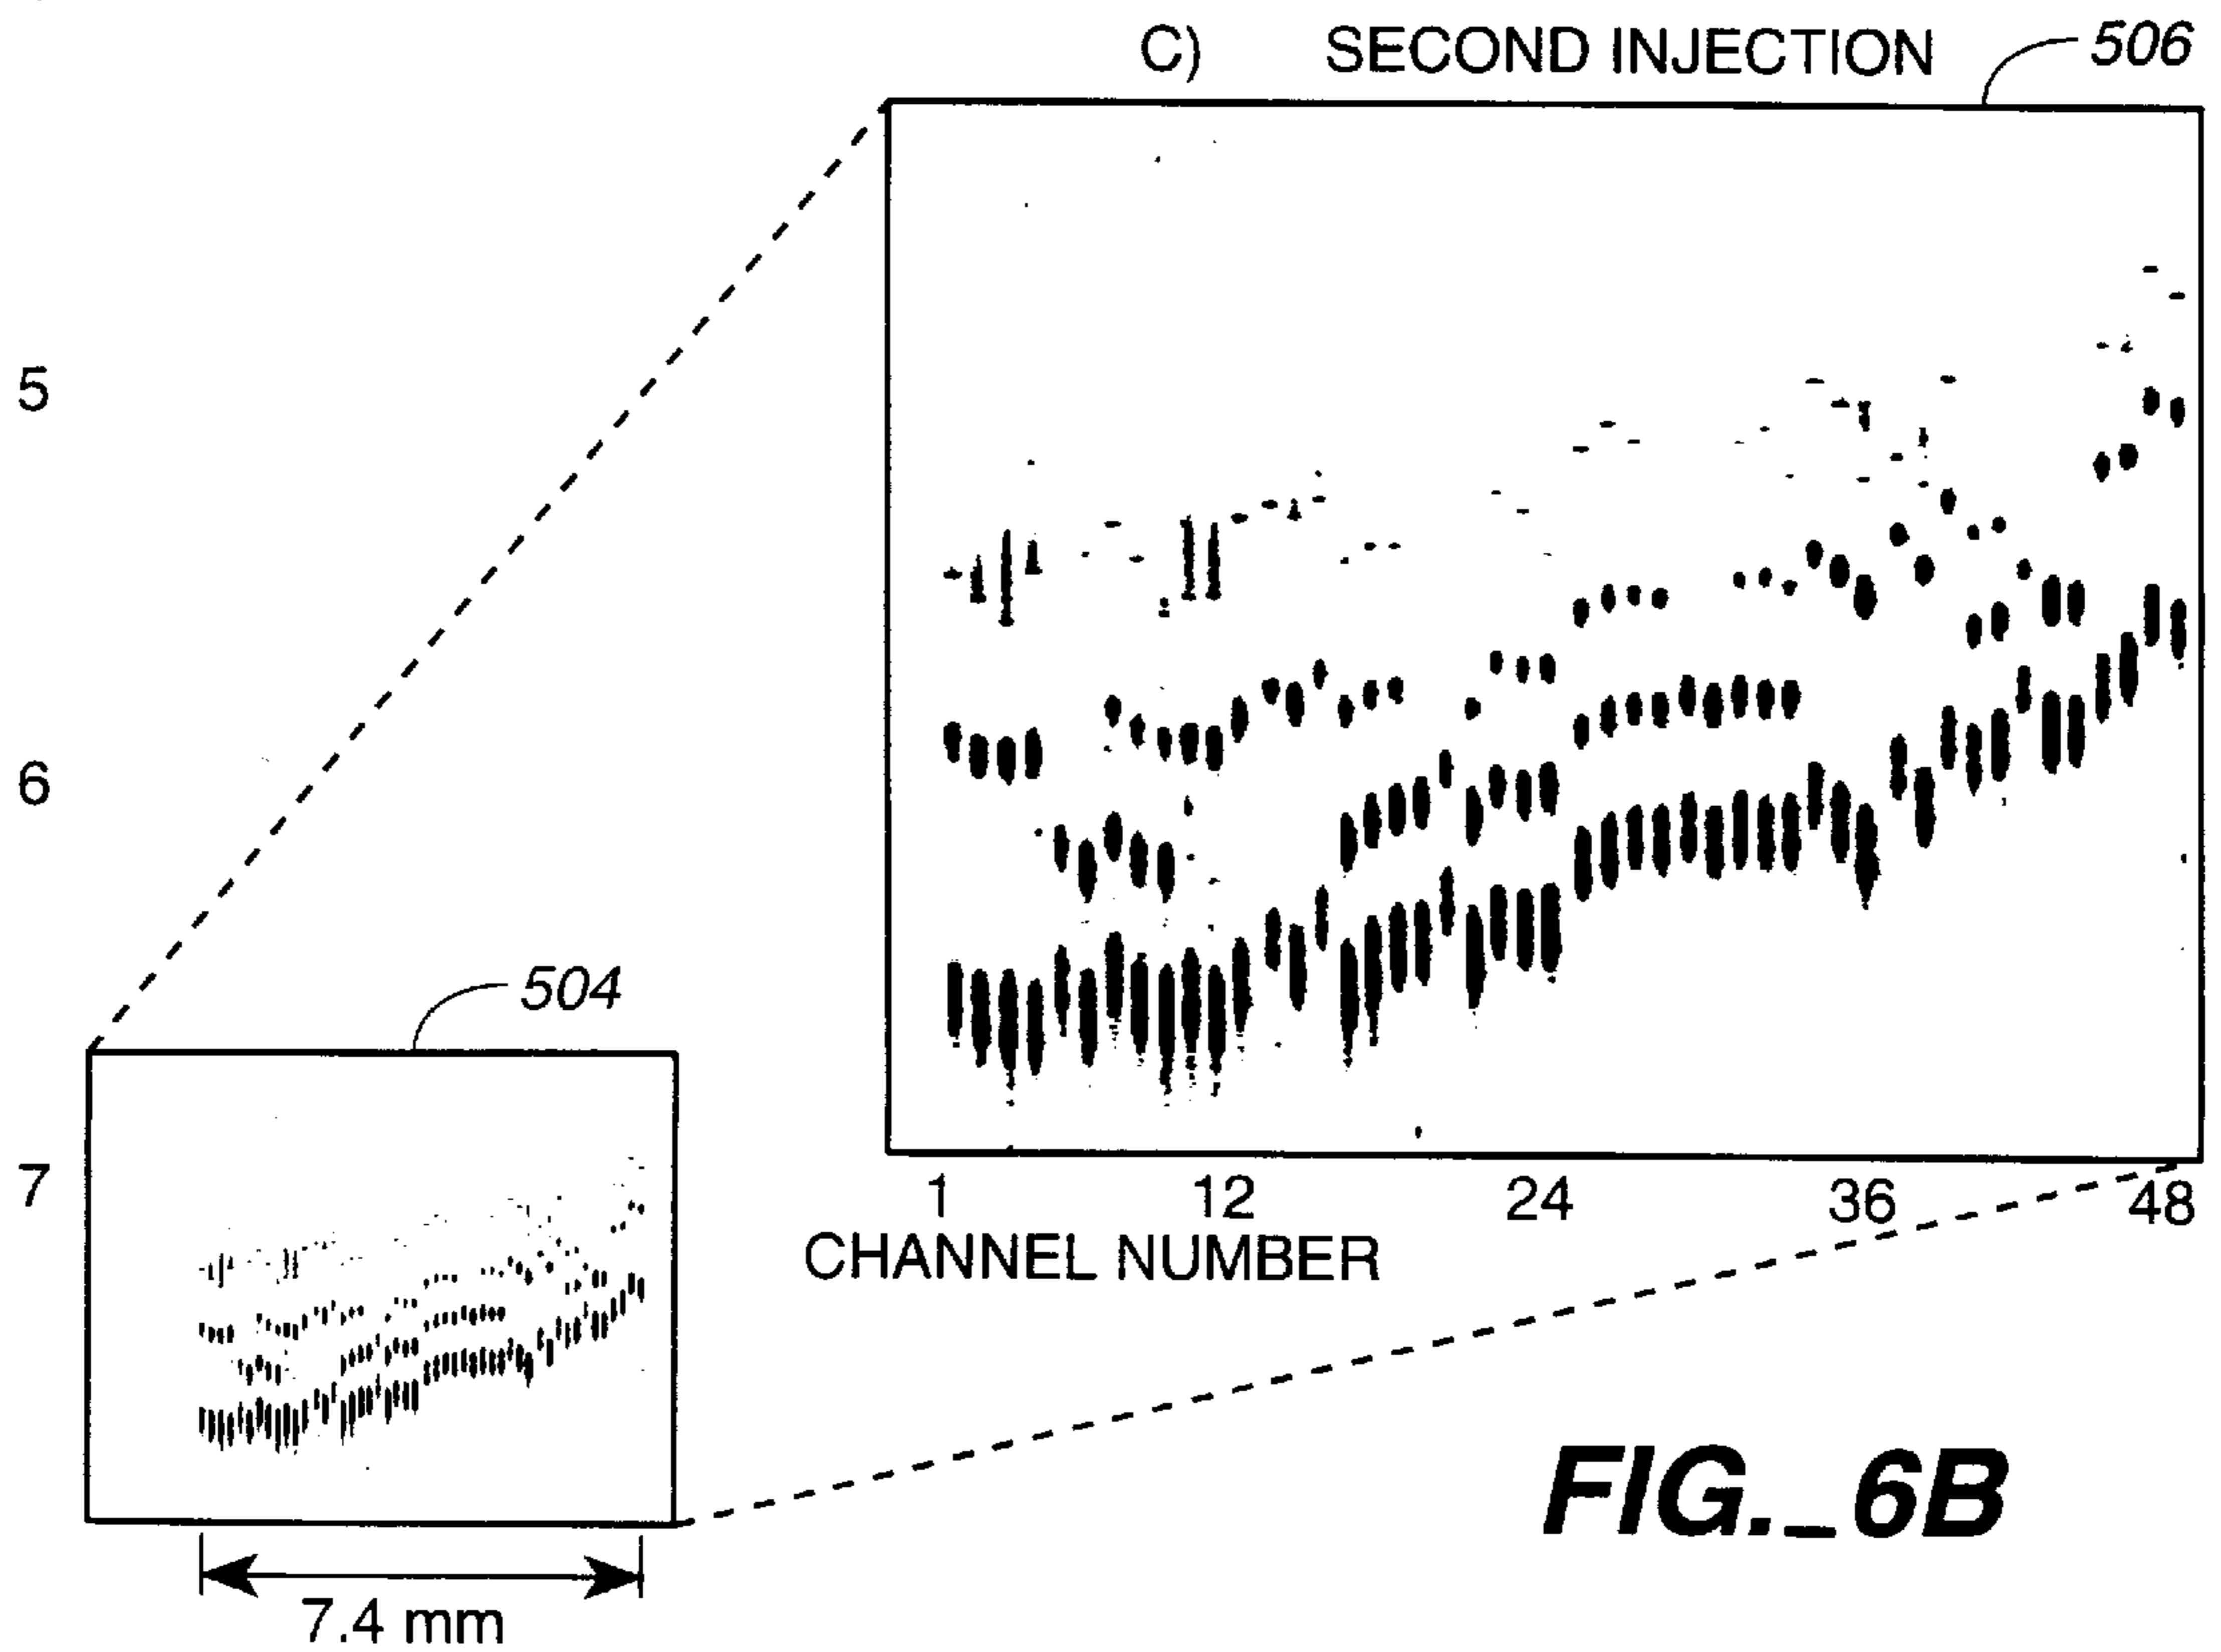 C) SECOND INJECTION 506
5
6
504
7
1 12 24 36 48
CHANNEL NUMBER
7.4 mm
FIG._6B